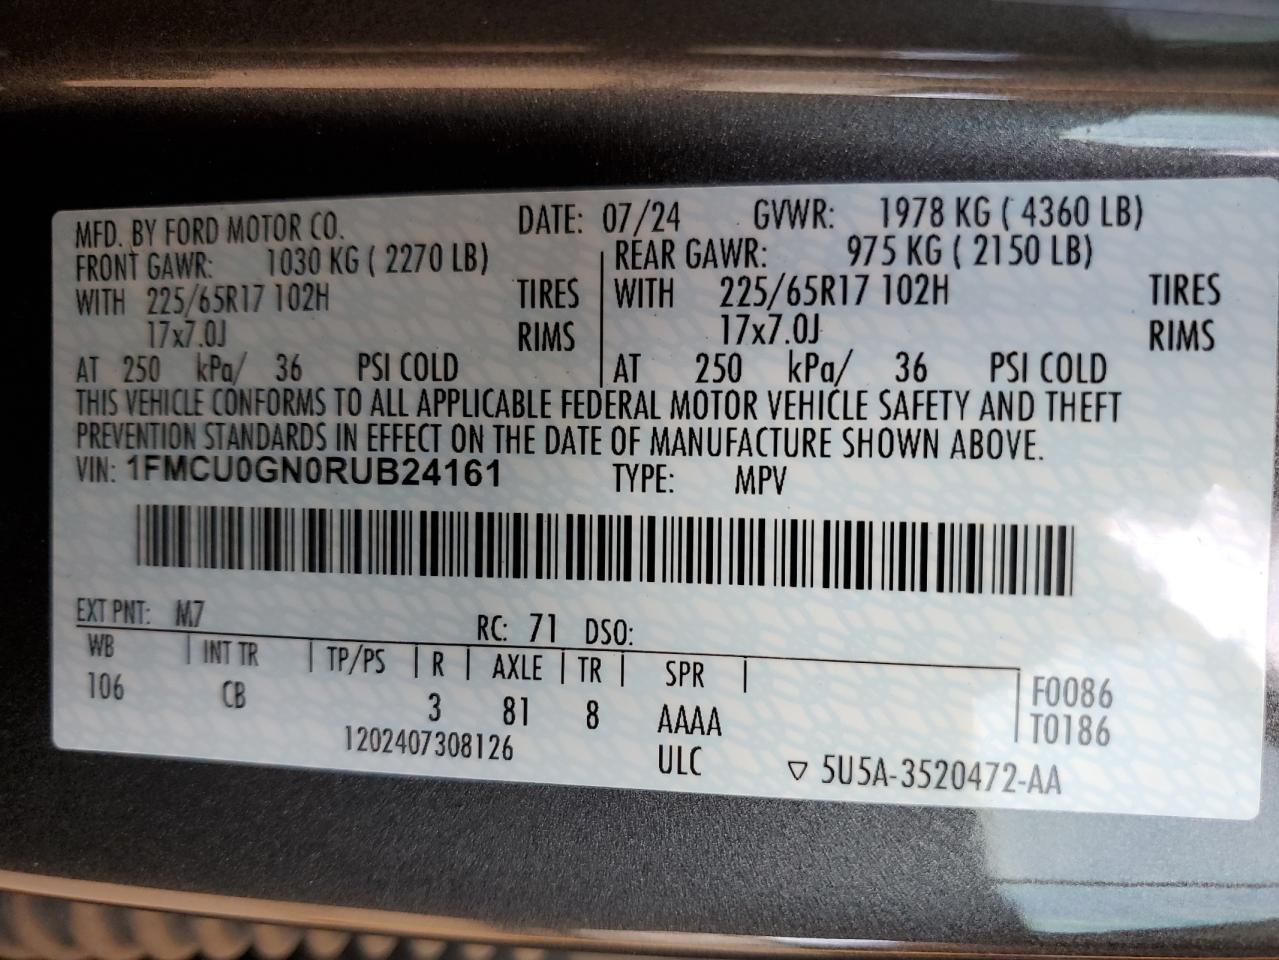 MFD. BY FORD MOTOR CO. DATE: 07/24 GVWR: 1978 KG ( 4360 LB)
FRONT GAWR: 1030 KG ( 2270 LB) REAR GAWR: 975 KG ( 2150 LB)
WITH 225/65R17 102H TIRES WITH 225/65R17 102H TIRES
17x7.0J RIMS 17x7.0J RIMS
AT 250 kPa/ 36 PSI COLD AT 250 kPa/ 36 PSI COLD
THIS VEHICLE CONFORMS TO ALL APPLICABLE FEDERAL MOTOR VEHICLE SAFETY AND THEFT
PREVENTION STANDARDS IN EFFECT ON THE DATE OF MANUFACTURE SHOWN ABOVE.
VIN: 1FMCU0GN0RUB24161 TYPE: MPV
EXT PNT: M7 RC: 71 DSO:
WB INT TR TP/PS R AXLE TR SPR
106 CB 3 81 8 AAAA F0086
T0186
1202407308126 ULC ▽ 5U5A-3520472-AA